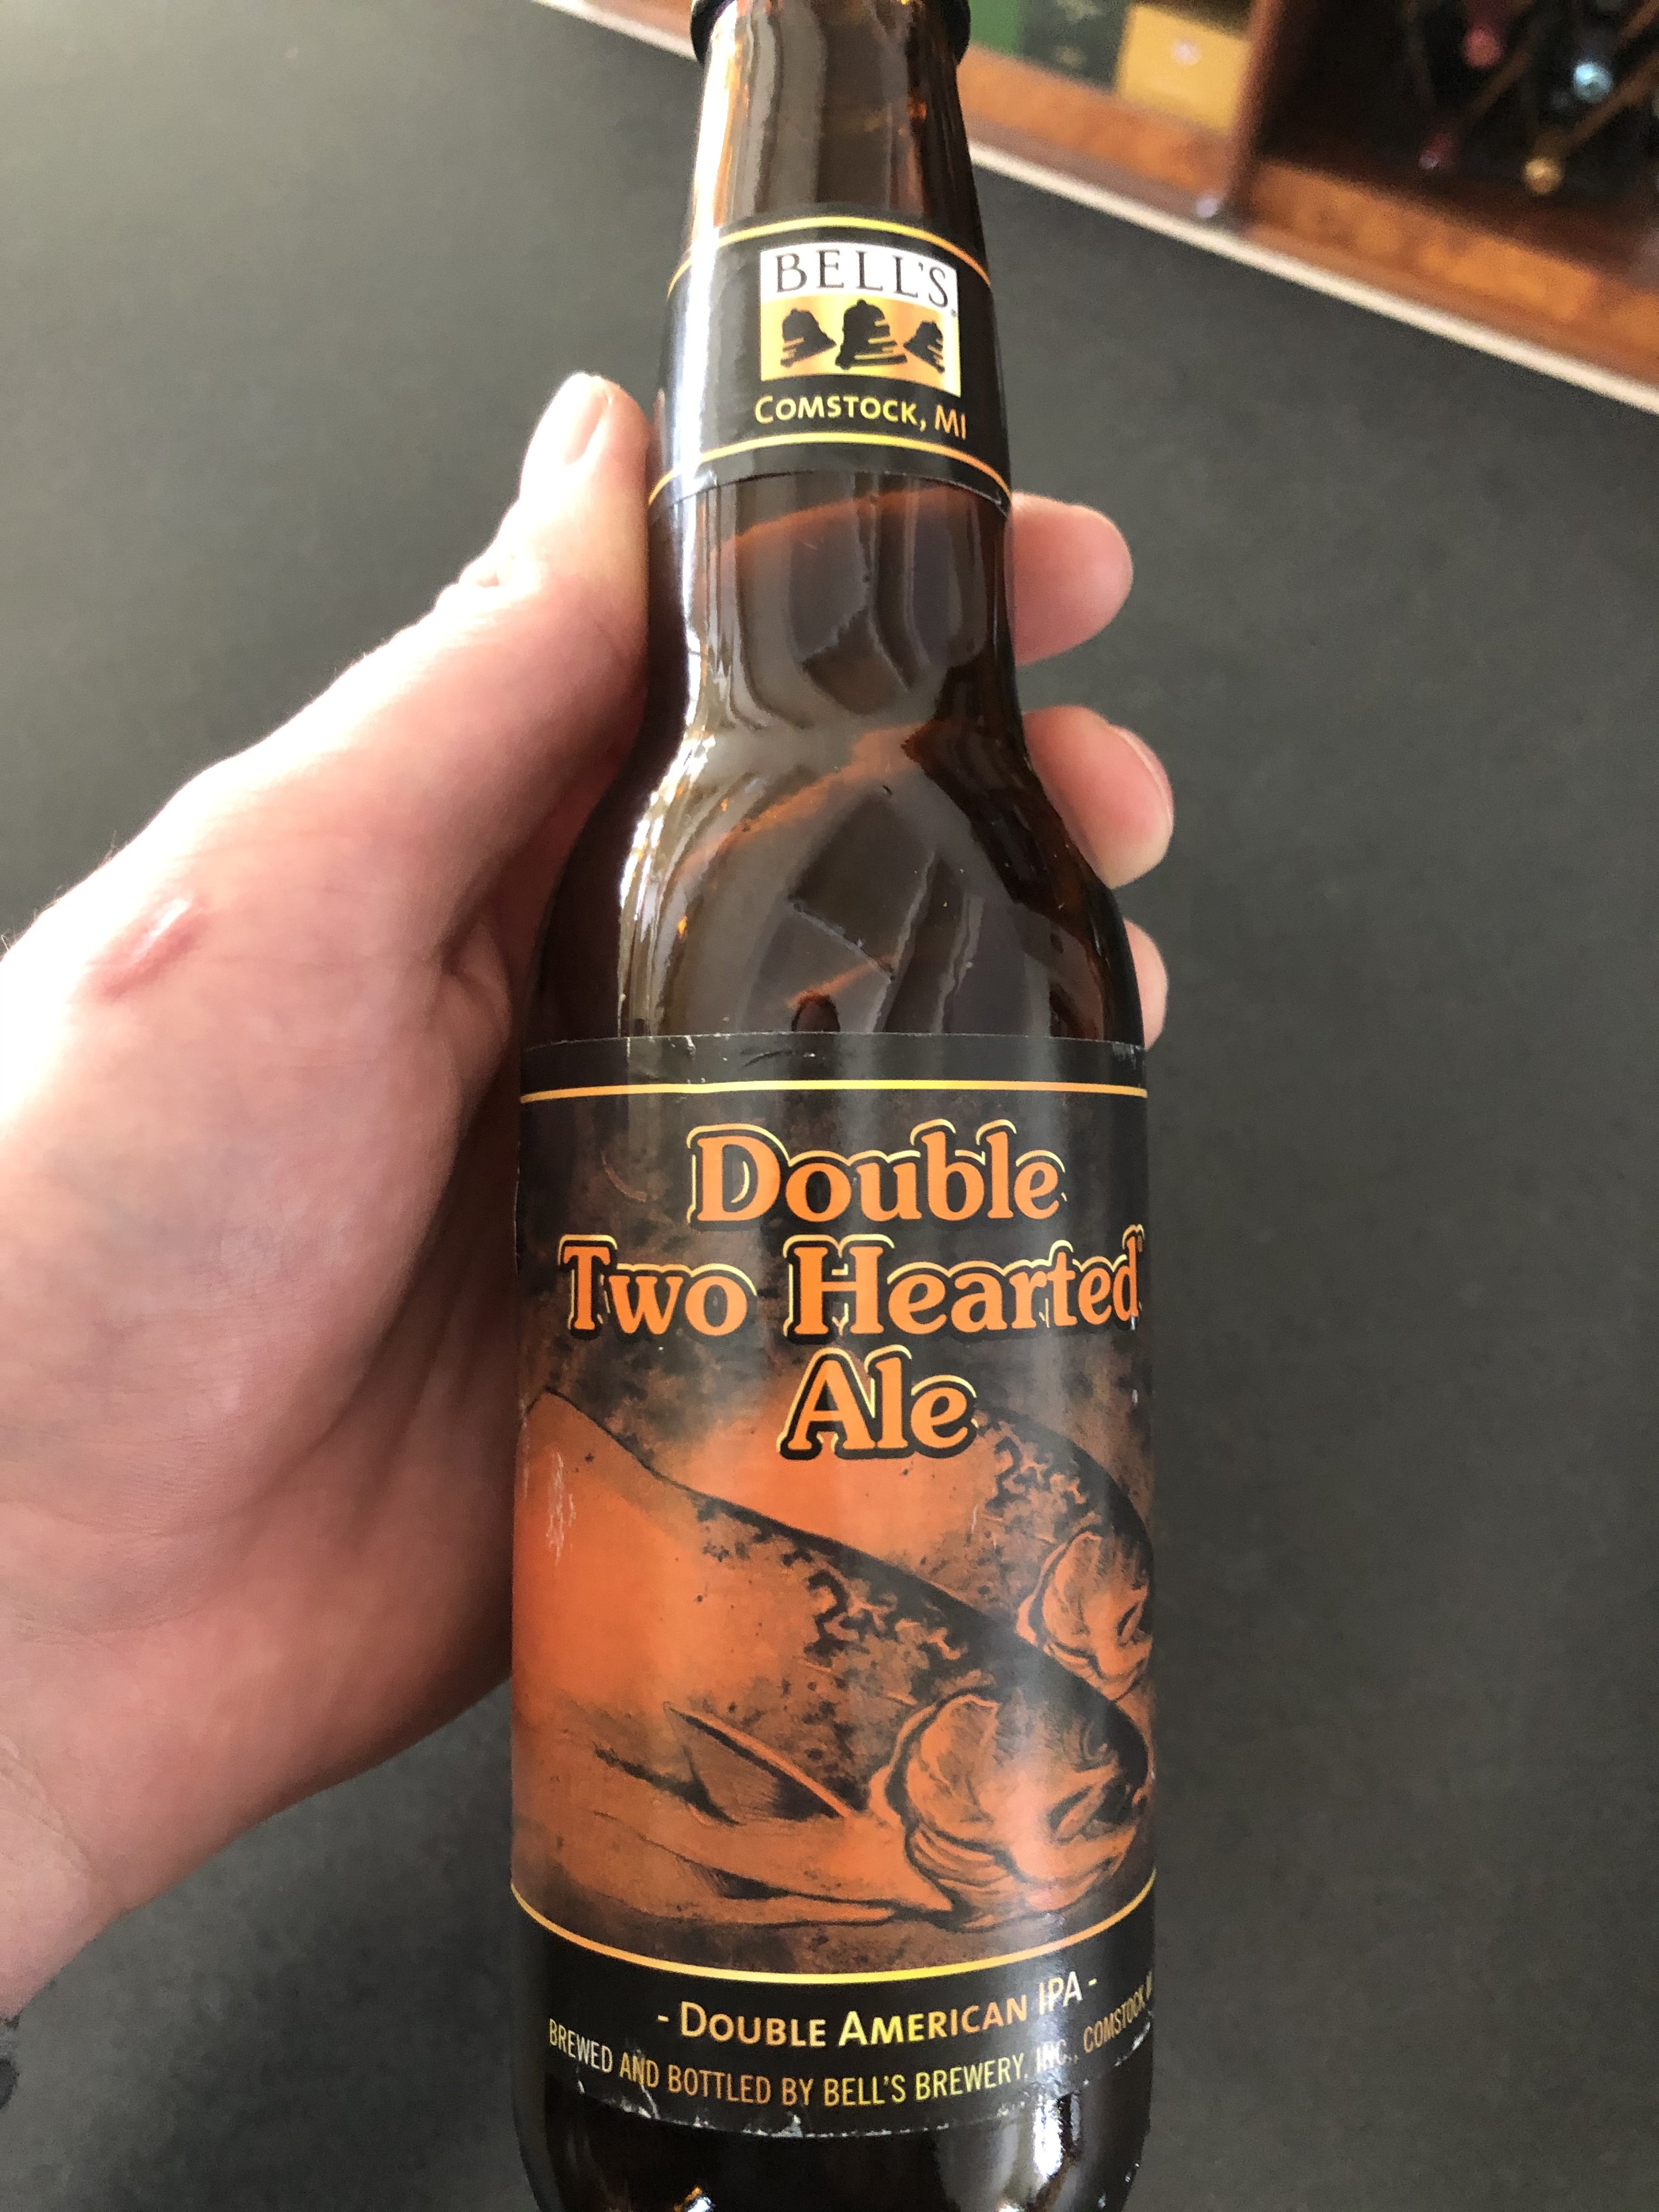 BELL'S
COMSTOCK, MI
Double
Two Hearted®
Ale
- DOUBLE AMERICAN IPA -
BREWED AND BOTTLED BY BELL'S BREWERY, INC., COMSTOCK